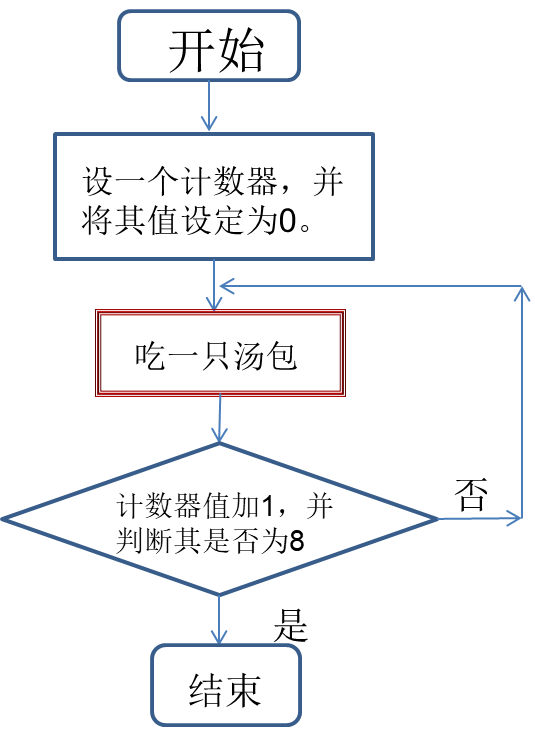 开始
设一个计数器，并
将其值设定为0。
吃一只汤包
计数器值加1，并
判断其是否为8
否
是
结束